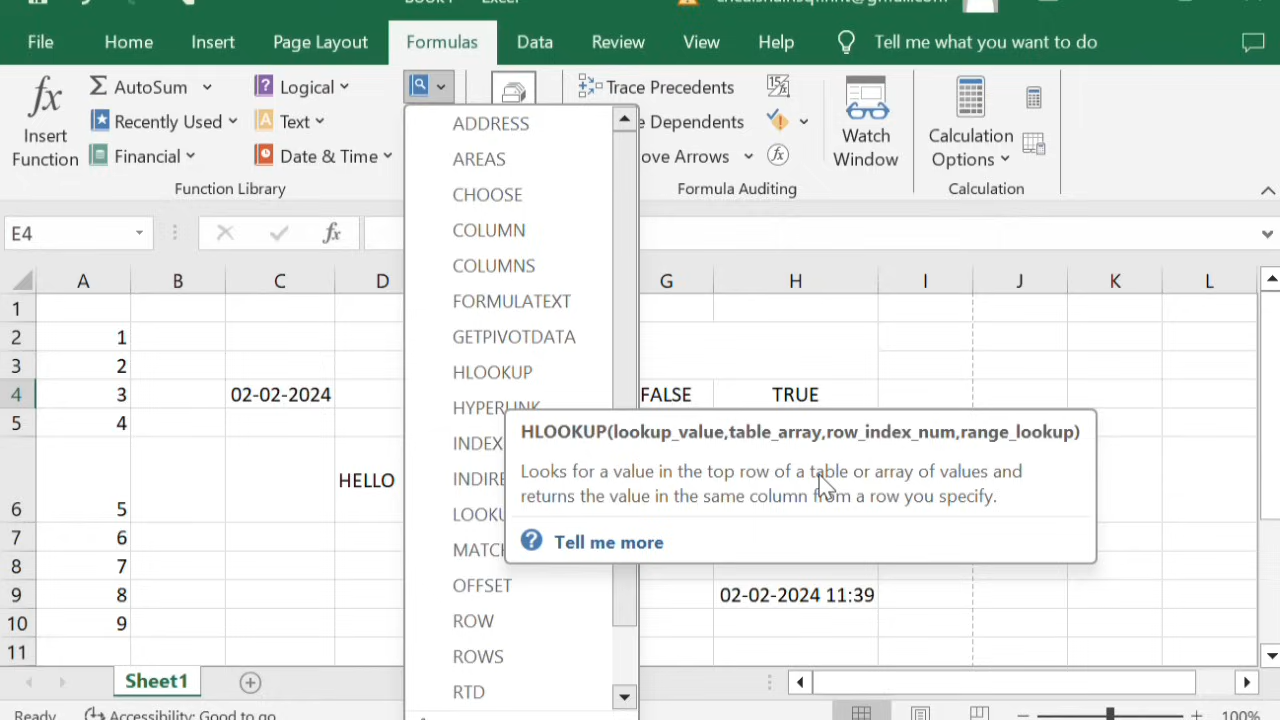 File Home Insert Page Layout Formulas Data Review View Help Tell me what you want to do
fx Insert Function
AutoSum
Recently Used
Financial
Logical
Text
Date & Time
Function Library
Trace Precedents
e Dependents
ove Arrows
Formula Auditing
Watch Window
Calculation Options
Calculation
E4
fx
ADDRESS
AREAS
CHOOSE
COLUMN
COLUMNS
FORMULATEXT
GETPIVOTDATA
HLOOKUP
HYPERLINK
INDEX
INDIRE
LOOKU
MATCH
OFFSET
ROW
ROWS
RTD
HLOOKUP(lookup_value,table_array,row_index_num,range_lookup)
Looks for a value in the top row of a table or array of values and
returns the value in the same column from a row you specify.
Tell me more
A B C D G H I J K L
1
2 1
3 2
4 3 02-02-2024 FALSE TRUE
5 4
6 5 HELLO
7 6
8 7
9 8 02-02-2024 11:39
10 9
11
Sheet1
Ready Accessibility: Good to go 100%